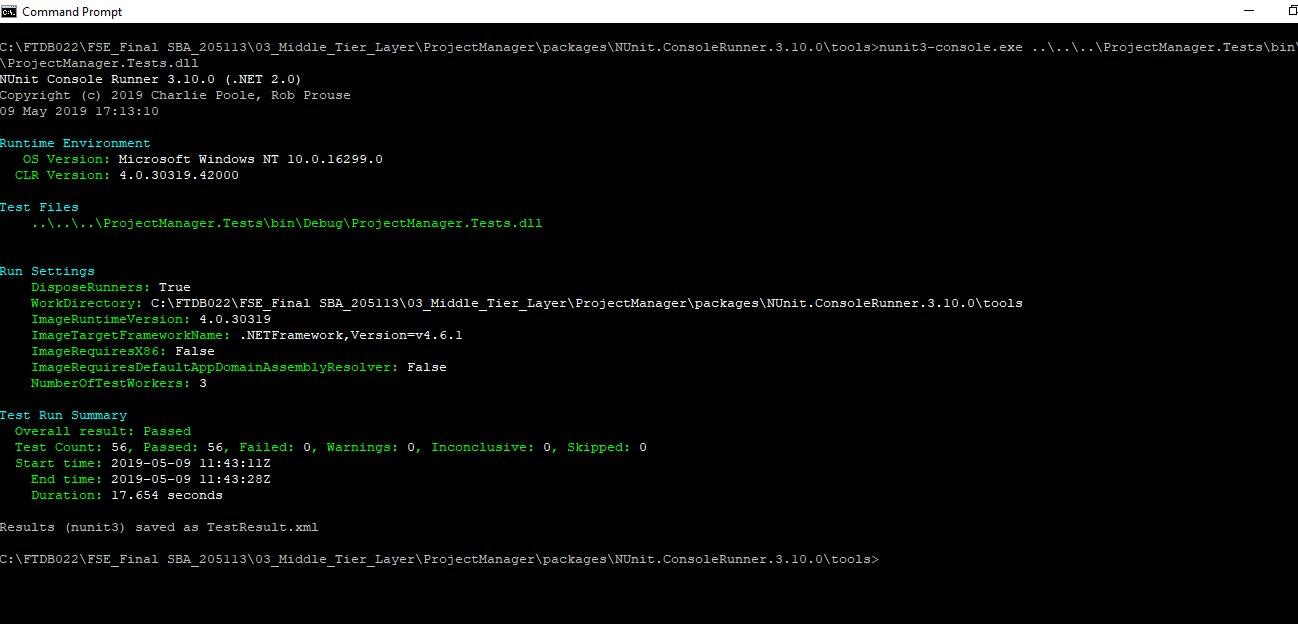 Command Prompt
C:\FTDB022\FSE_Final SBA_205113\03_Middle_Tier_Layer\ProjectManager\packages\NUnit.ConsoleRunner.3.10.0\tools>nunit3-console.exe ..\..\..\ProjectManager.Tests\bin\
\ProjectManager.Tests.dll
NUnit Console Runner 3.10.0 (.NET 2.0)
Copyright (c) 2019 Charlie Poole, Rob Prouse
09 May 2019 17:13:10
Runtime Environment
OS Version: Microsoft Windows NT 10.0.16299.0
CLR Version: 4.0.30319.42000
Test Files
..\..\..\ProjectManager.Tests\bin\Debug\ProjectManager.Tests.dll
Run Settings
DisposeRunners: True
WorkDirectory: C:\FTDB022\FSE_Final SBA_205113\03_Middle_Tier_Layer\ProjectManager\packages\NUnit.ConsoleRunner.3.10.0\tools
ImageRuntimeVersion: 4.0.30319
ImageTargetFrameworkName: .NETFramework,Version=v4.6.1
ImageRequiresX86: False
ImageRequiresDefaultAppDomainAssemblyResolver: False
NumberOfTestWorkers: 3
Test Run Summary
Overall result: Passed
Test Count: 56, Passed: 56, Failed: 0, Warnings: 0, Inconclusive: 0, Skipped: 0
Start time: 2019-05-09 11:43:11Z
End time: 2019-05-09 11:43:28Z
Duration: 17.654 seconds
Results (nunit3) saved as TestResult.xml
C:\FTDB022\FSE_Final SBA_205113\03_Middle_Tier_Layer\ProjectManager\packages\NUnit.ConsoleRunner.3.10.0\tools>